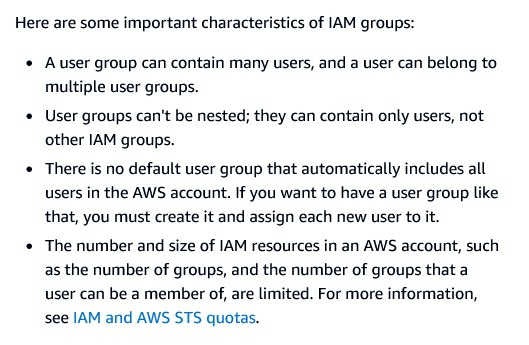 Here are some important characteristics of IAM groups:
• A user group can contain many users, and a user can belong to
multiple user groups.
• User groups can't be nested; they can contain only users, not
other IAM groups.
• There is no default user group that automatically includes all
users in the AWS account. If you want to have a user group like
that, you must create it and assign each new user to it.
• The number and size of IAM resources in an AWS account, such
as the number of groups, and the number of groups that a
user can be a member of, are limited. For more information,
see IAM and AWS STS quotas.